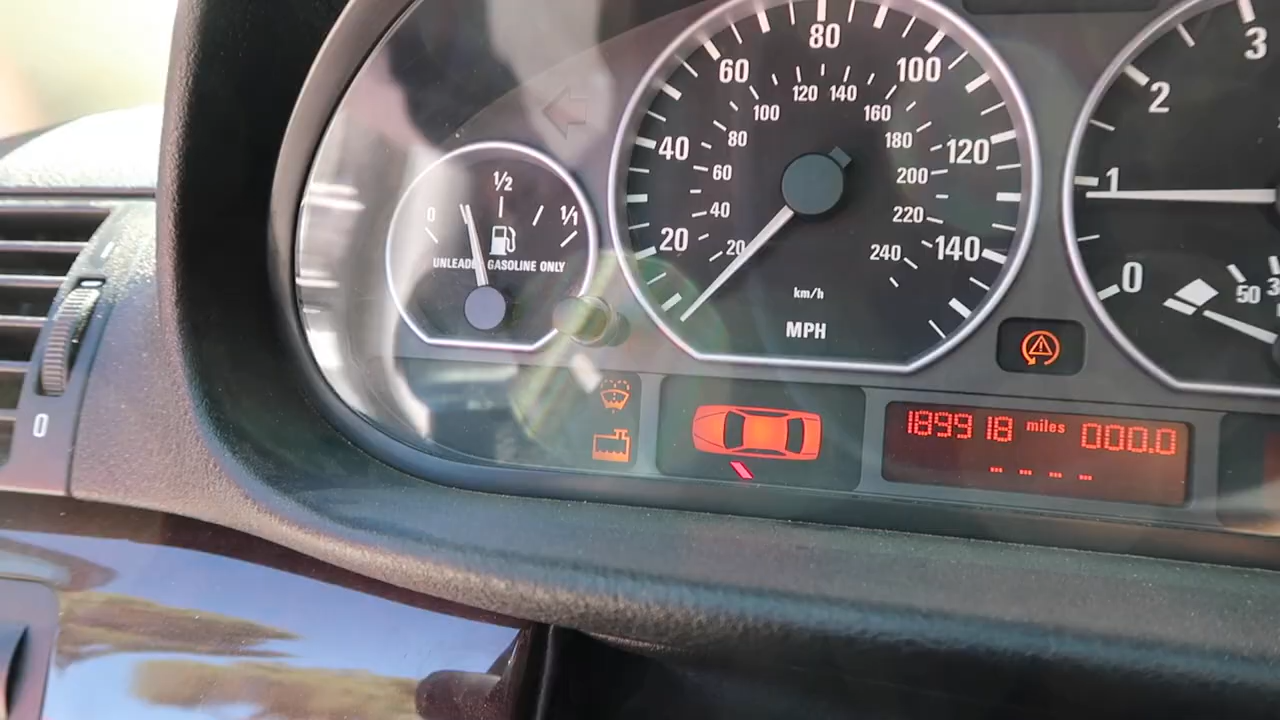 0 1/2 1/1
UNLEADED GASOLINE ONLY
20 40 60 80 100 120 140
20 40 60 80 100 120 140 160 180 200 220 240
km/h
MPH
0 1 2 3
50
189918 miles 000.0
- - - -
0